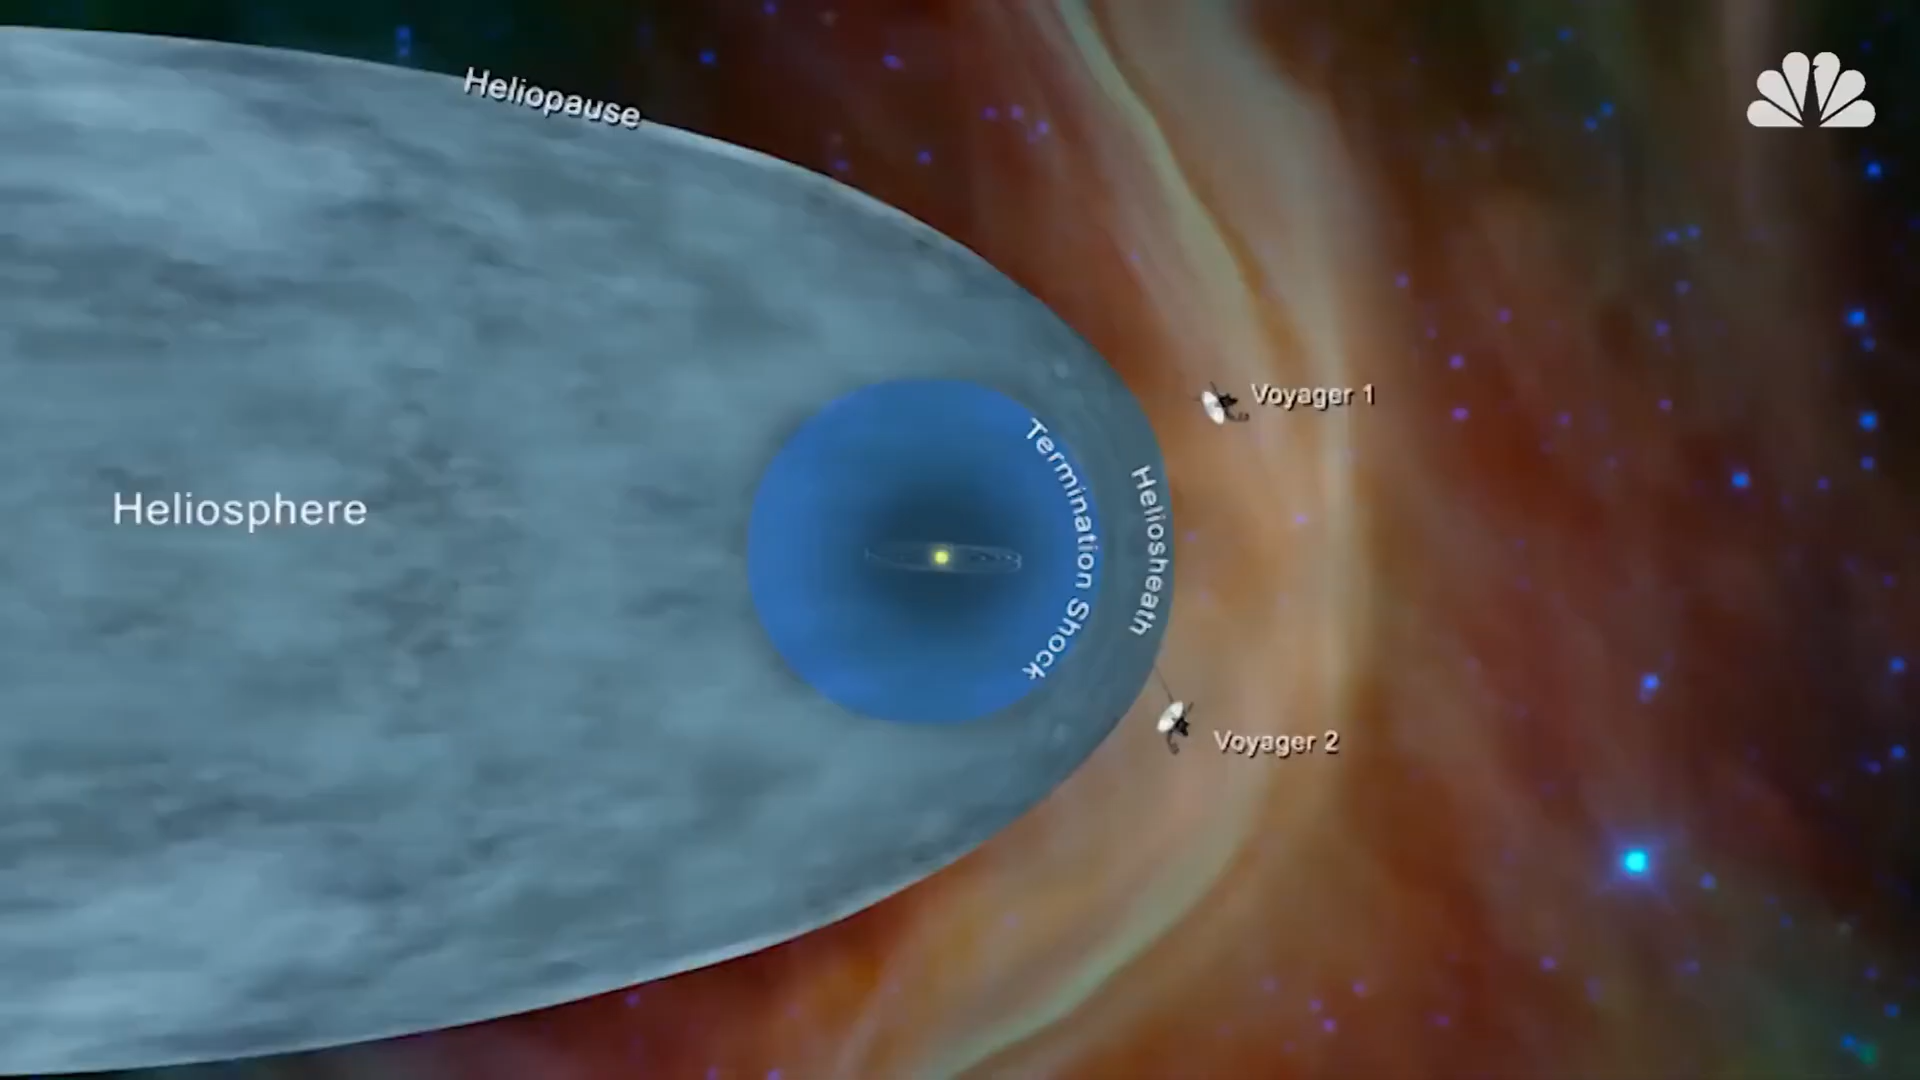 Heliopause
Voyager 1
Termination Shock
Heliosheath
Heliosphere
Voyager 2